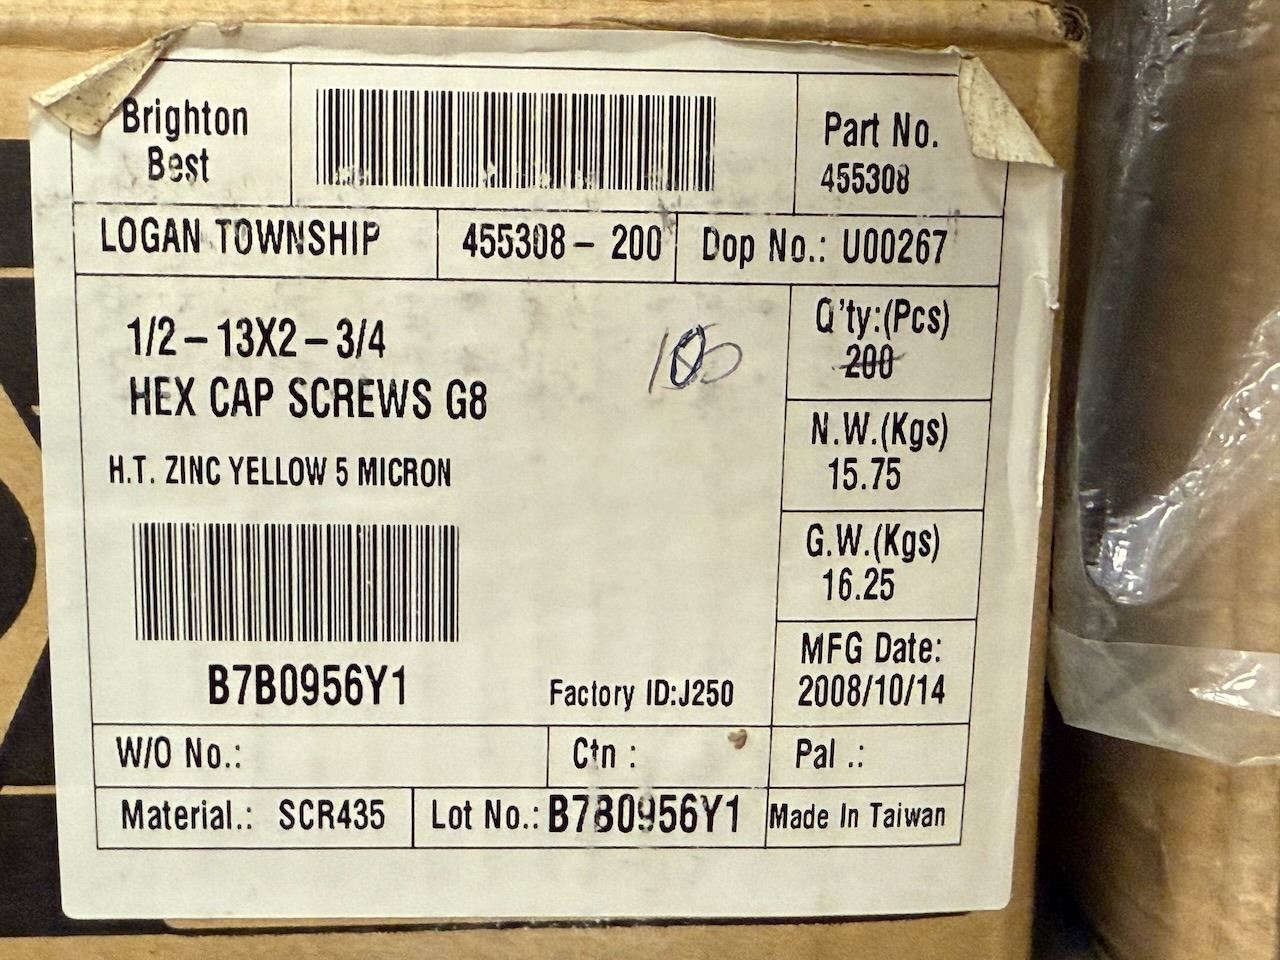 Brighton
Best
Part No.
455308
LOGAN TOWNSHIP
455308 - 200
Dop No.: U00267
1/2 - 13X2 - 3/4
HEX CAP SCREWS G8
H.T. ZINC YELLOW 5 MICRON
Q'ty:(Pcs)
200
N.W.(Kgs)
15.75
G.W.(Kgs)
16.25
B7B0956Y1
Factory ID:J250
MFG Date:
2008/10/14
W/O No.:
Ctn :
Pal .:
Material.: SCR435
Lot No.: B7B0956Y1
Made In Taiwan